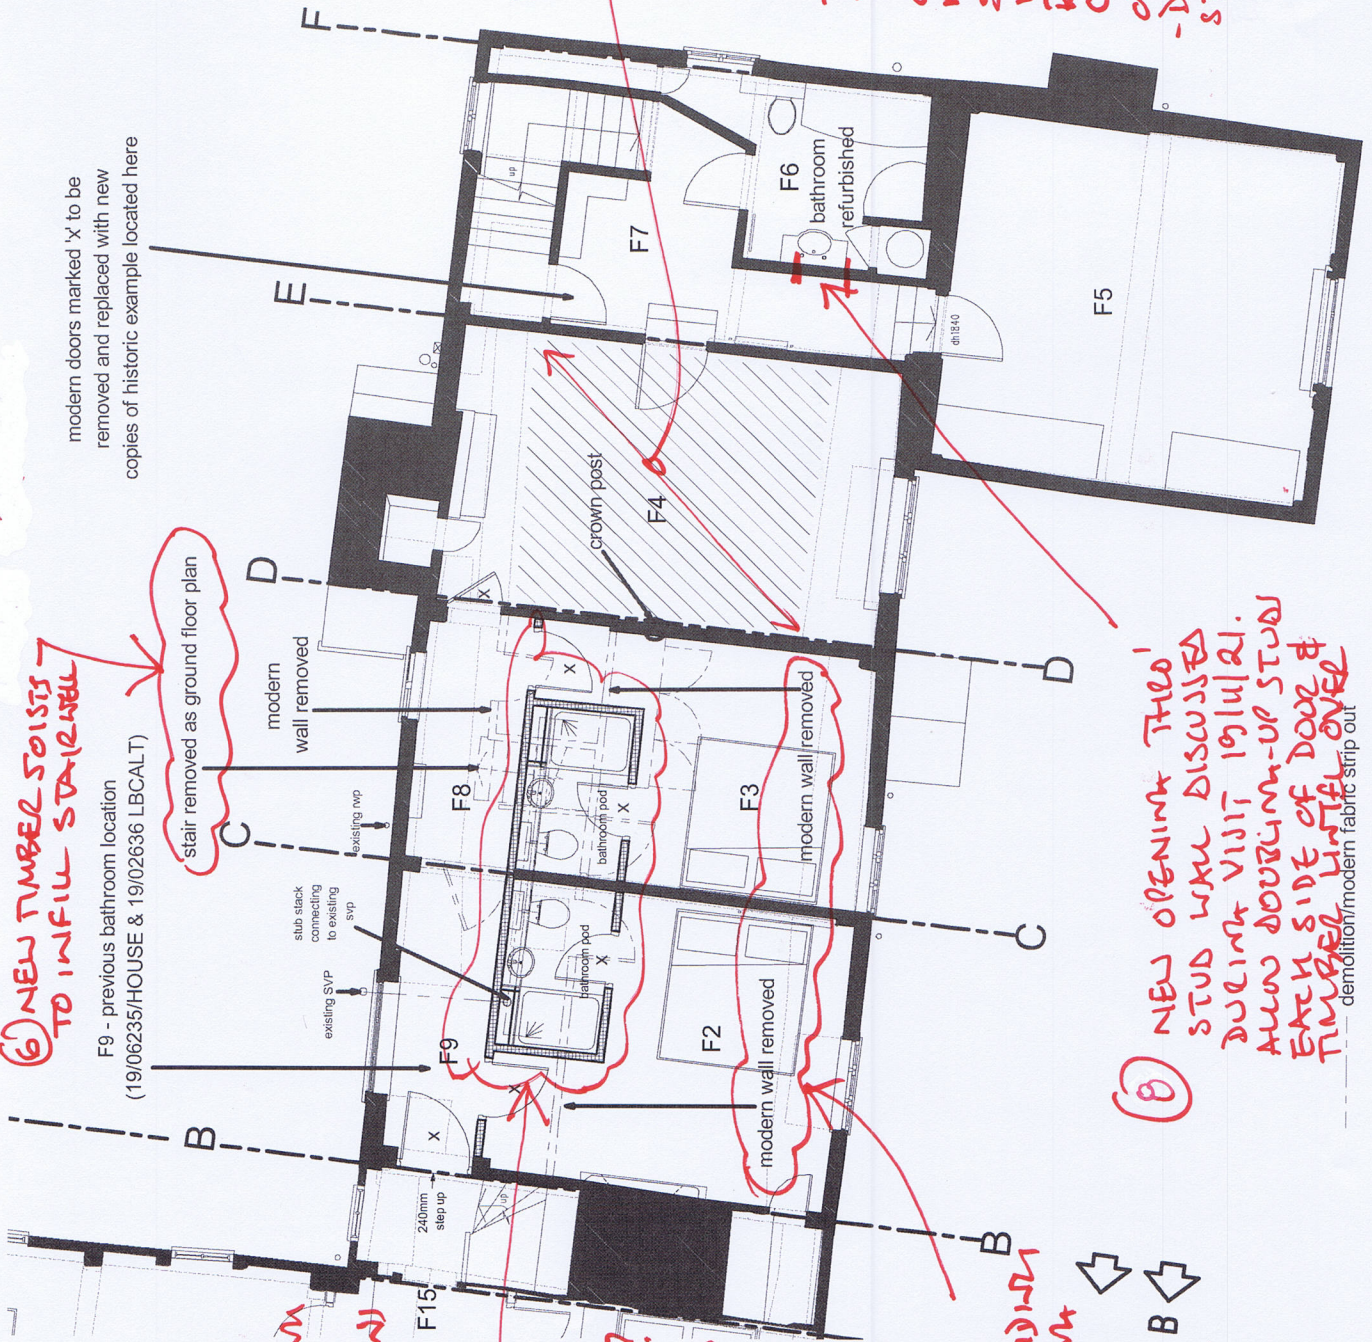 F
modern doors marked 'x' to be
removed and replaced with new
copies of historic example located here
E
up
F6
bathroom
refurbished
F7
dh1840
F5
F4
crown post
D
D
⑥ NEW TIMBER JOISTS
TO INFILL STAIRWELL
stair removed as ground floor plan
F9 - previous bathroom location
(19/06235/HOUSE & 19/02636 LBCALT)
modern
wall removed
C
existing rwp
F8
x
x
bathroom pod
x
F3
modern wall removed
stub stack
connecting
to existing
svp
existing SVP
F9
bathroom pod
x
x
x
F2
modern wall removed
C
B
240mm
step up
up
F15
B
B
⑧ NEW OPENING THRO'
STUD WALL DISCUSSED
DURING VISIT 19/11/21.
ALLOW DOUBLING-UP STUDS
EACH SIDE OF DOOR &
TIMBER LINTEL OVER
demolition/modern fabric strip out